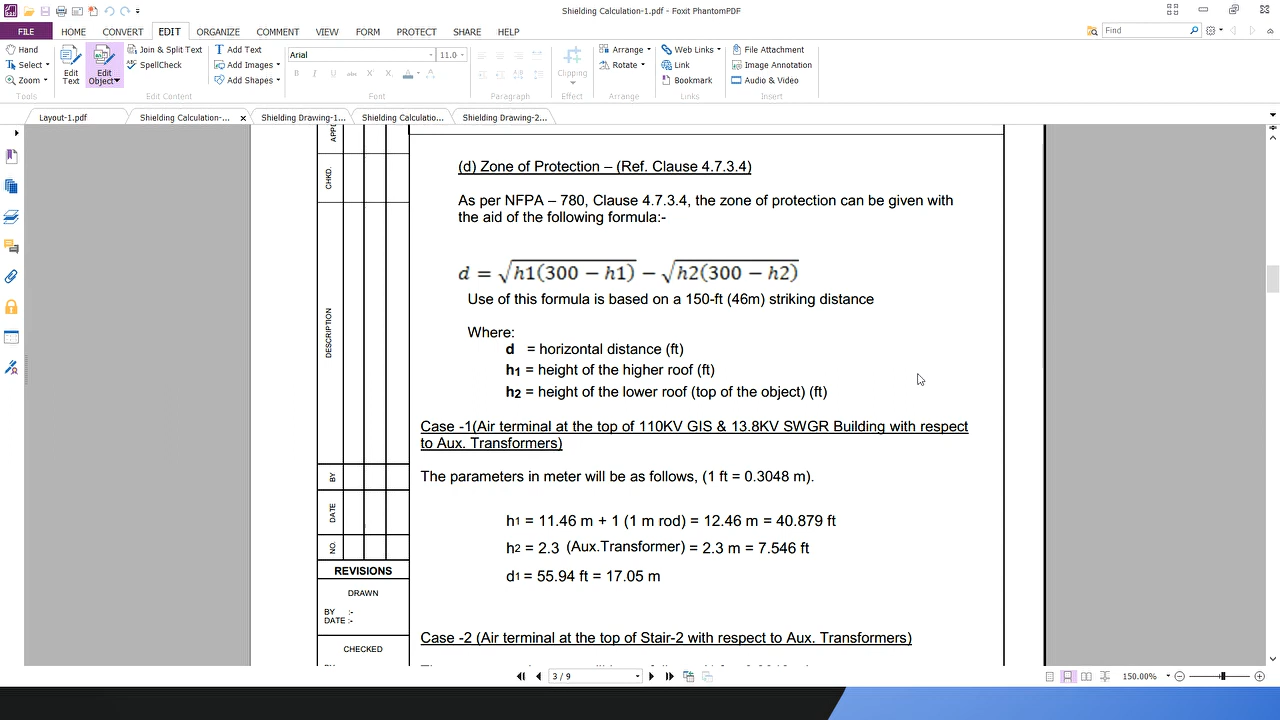 Shielding Calculation-1.pdf - Foxit PhantomPDF
FILE HOME CONVERT EDIT ORGANIZE COMMENT VIEW FORM PROTECT SHARE HELP
Find
Hand
Select
Zoom
Tools
Edit Text
Edit Object
Join & Split Text
SpellCheck
Edit Content
Add Text
Add Images
Add Shapes
Arial 11.0
Font
Paragraph
Clipping
Effect
Arrange
Rotate
Arrange
Web Links
Link
Bookmark
Links
File Attachment
Image Annotation
Audio & Video
Insert
Layout-1.pdf Shielding Calculation-... Shielding Drawing-1... Shielding Calculatio... Shielding Drawing-2...
CHKD.
DESCRIPTION
BY
DATE
NO.
REVISIONS
DRAWN
BY :-
DATE :-
CHECKED
(d) Zone of Protection – (Ref. Clause 4.7.3.4)
As per NFPA – 780, Clause 4.7.3.4, the zone of protection can be given with
the aid of the following formula:-
d = √h1(300 − h1) − √h2(300 − h2)
Use of this formula is based on a 150-ft (46m) striking distance
Where:
d = horizontal distance (ft)
h1 = height of the higher roof (ft)
h2 = height of the lower roof (top of the object) (ft)
Case -1(Air terminal at the top of 110KV GIS & 13.8KV SWGR Building with respect
to Aux. Transformers)
The parameters in meter will be as follows, (1 ft = 0.3048 m).
h1 = 11.46 m + 1 (1 m rod) = 12.46 m = 40.879 ft
h2 = 2.3 (Aux.Transformer) = 2.3 m = 7.546 ft
d1 = 55.94 ft = 17.05 m
Case -2 (Air terminal at the top of Stair-2 with respect to Aux. Transformers)
3 / 9
150.00%